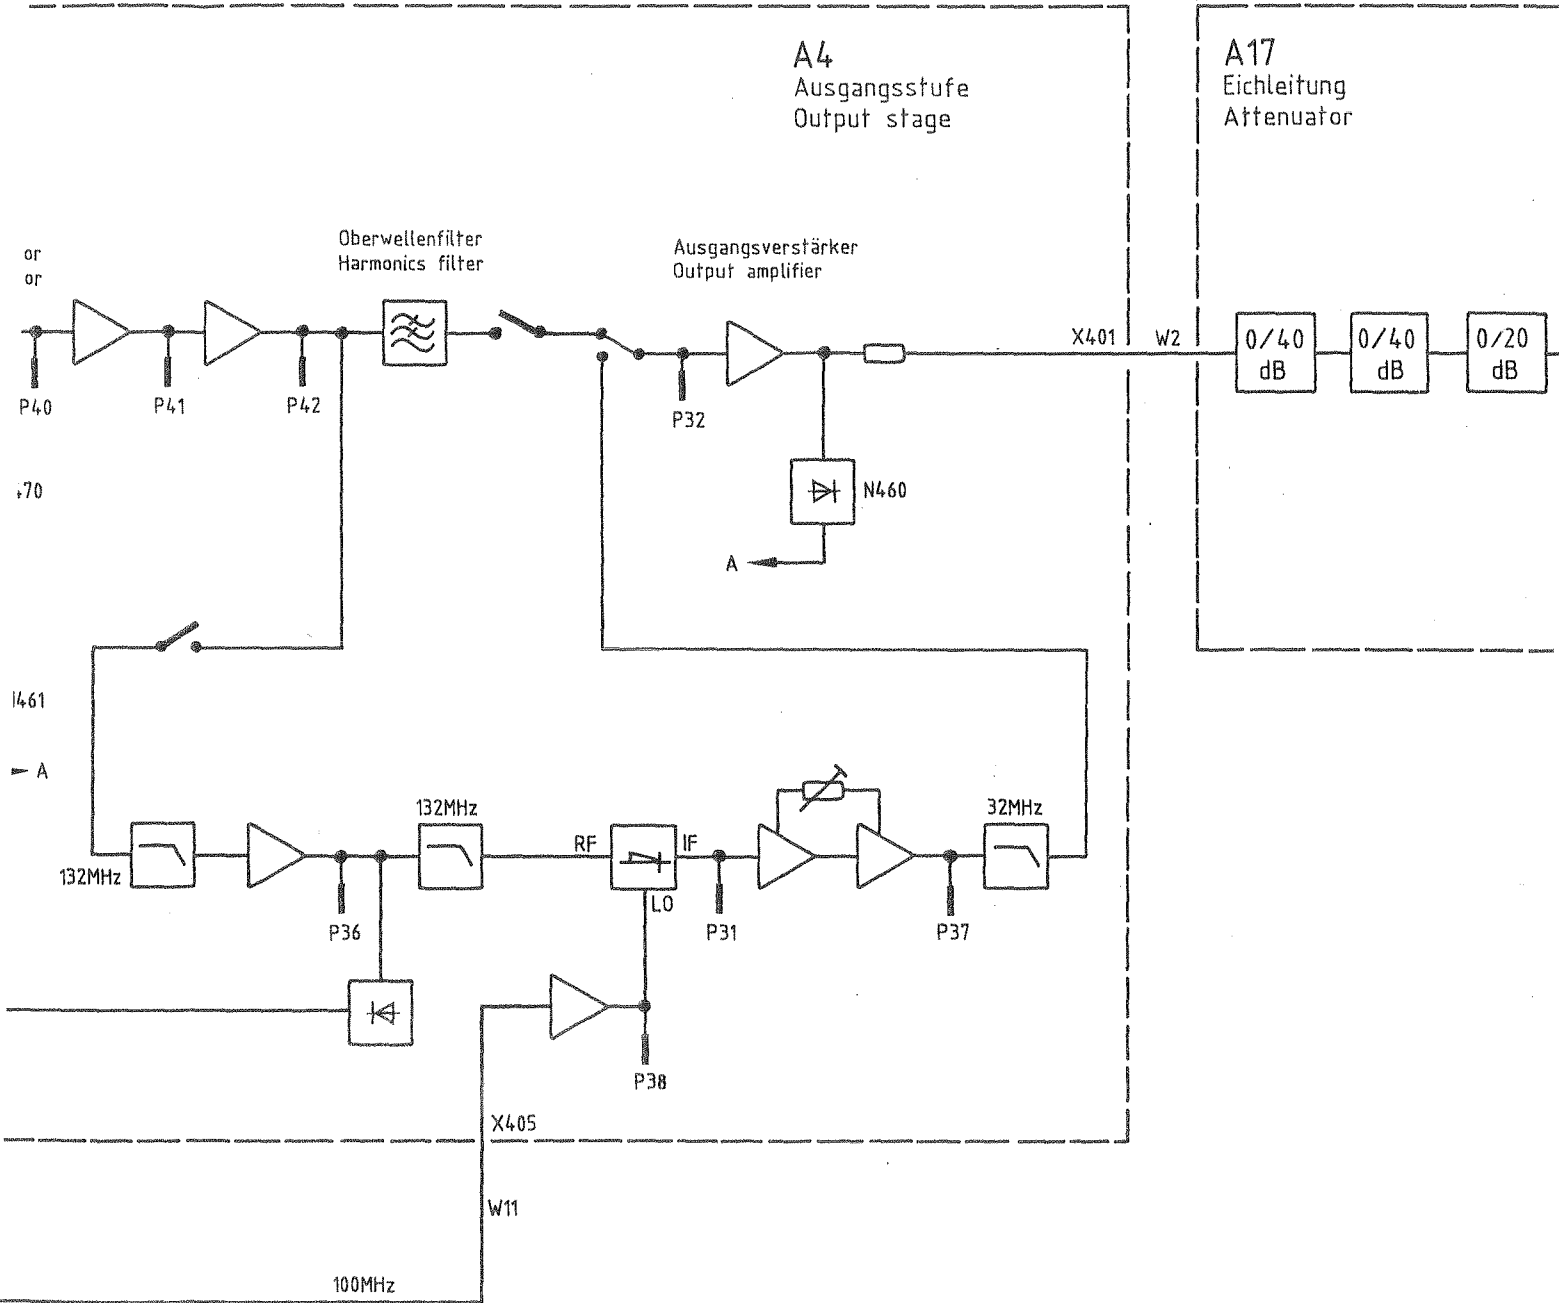 A4
Ausgangsstufe
Output stage
A17
Eichleitung
Attenuator
or
or
Oberwellenfilter
Harmonics filter
Ausgangsverstärker
Output amplifier
P40
P41
P42
P32
X401
W2
0/40
dB
0/40
dB
0/20
dB
70
N460
A
461
A
132MHz
132MHz
RF
IF
LO
32MHz
P36
P31
P37
P38
X405
W11
100MHz